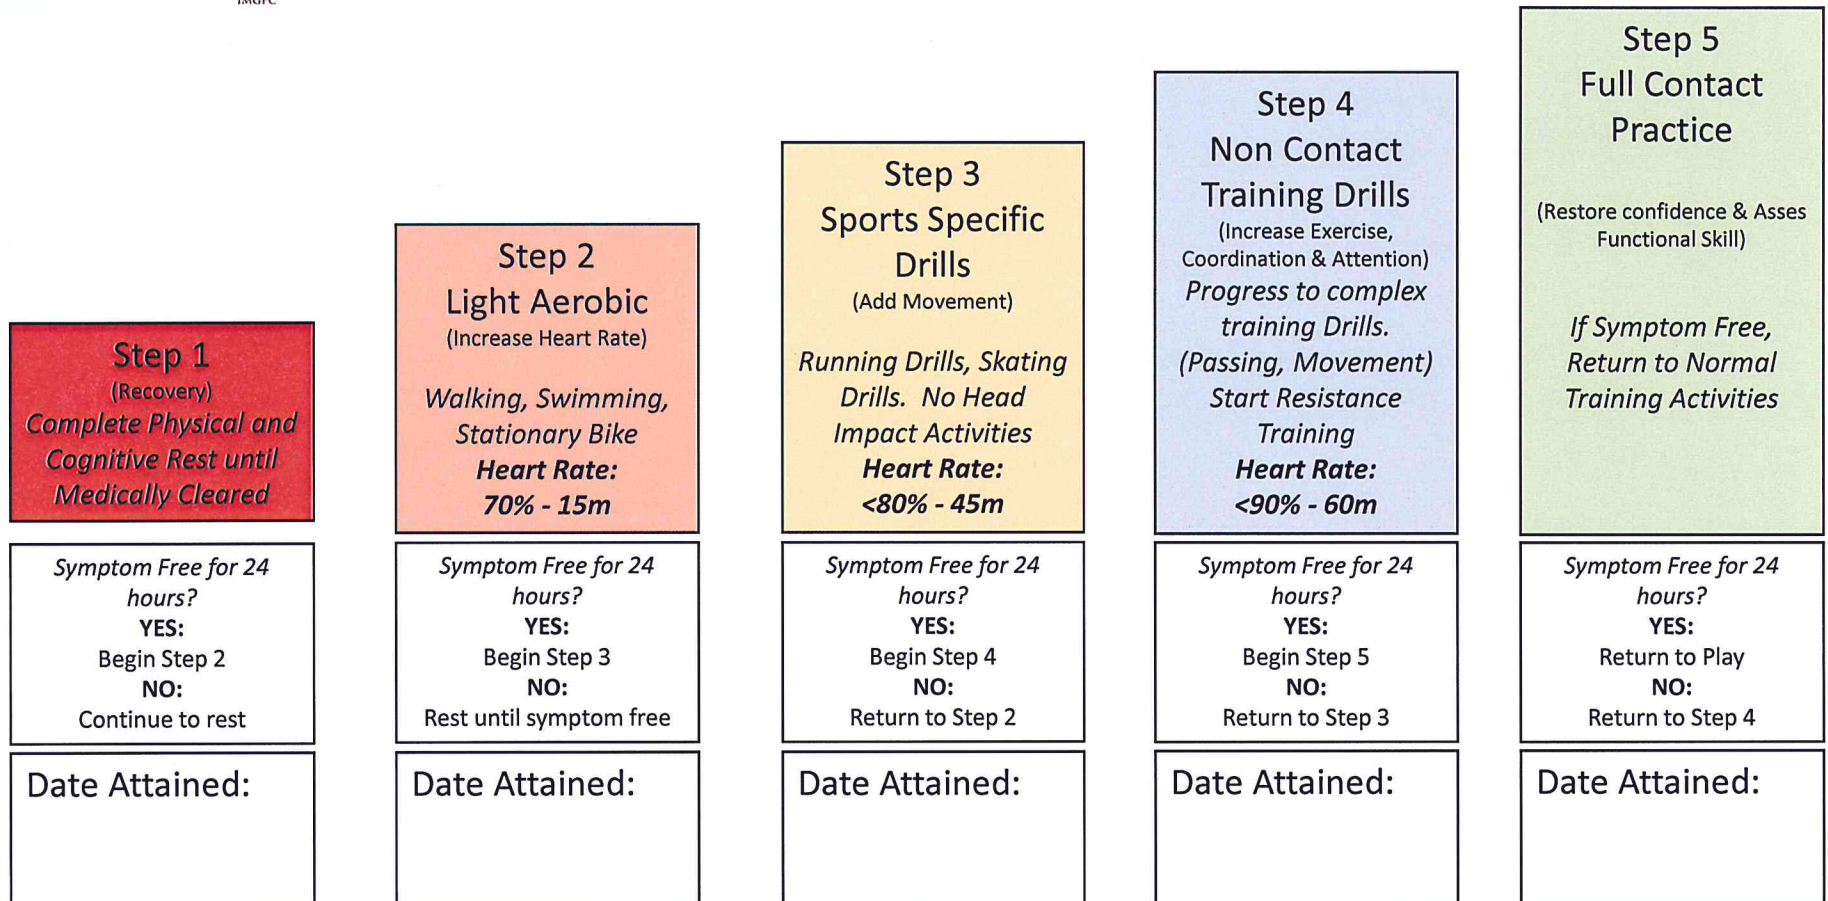 IMGFC
Step 1
(Recovery)
Complete Physical and
Cognitive Rest until
Medically Cleared
Symptom Free for 24
hours?
YES:
Begin Step 2
NO:
Continue to rest
Date Attained:
Step 2
Light Aerobic
(Increase Heart Rate)
Walking, Swimming,
Stationary Bike
Heart Rate:
70% - 15m
Symptom Free for 24
hours?
YES:
Begin Step 3
NO:
Rest until symptom free
Date Attained:
Step 3
Sports Specific
Drills
(Add Movement)
Running Drills, Skating
Drills. No Head
Impact Activities
Heart Rate:
<80% - 45m
Symptom Free for 24
hours?
YES:
Begin Step 4
NO:
Return to Step 2
Date Attained:
Step 4
Non Contact
Training Drills
(Increase Exercise,
Coordination & Attention)
Progress to complex
training Drills.
(Passing, Movement)
Start Resistance
Training
Heart Rate:
<90% - 60m
Symptom Free for 24
hours?
YES:
Begin Step 5
NO:
Return to Step 3
Date Attained:
Step 5
Full Contact
Practice
(Restore confidence & Asses
Functional Skill)
If Symptom Free,
Return to Normal
Training Activities
Symptom Free for 24
hours?
YES:
Return to Play
NO:
Return to Step 4
Date Attained: